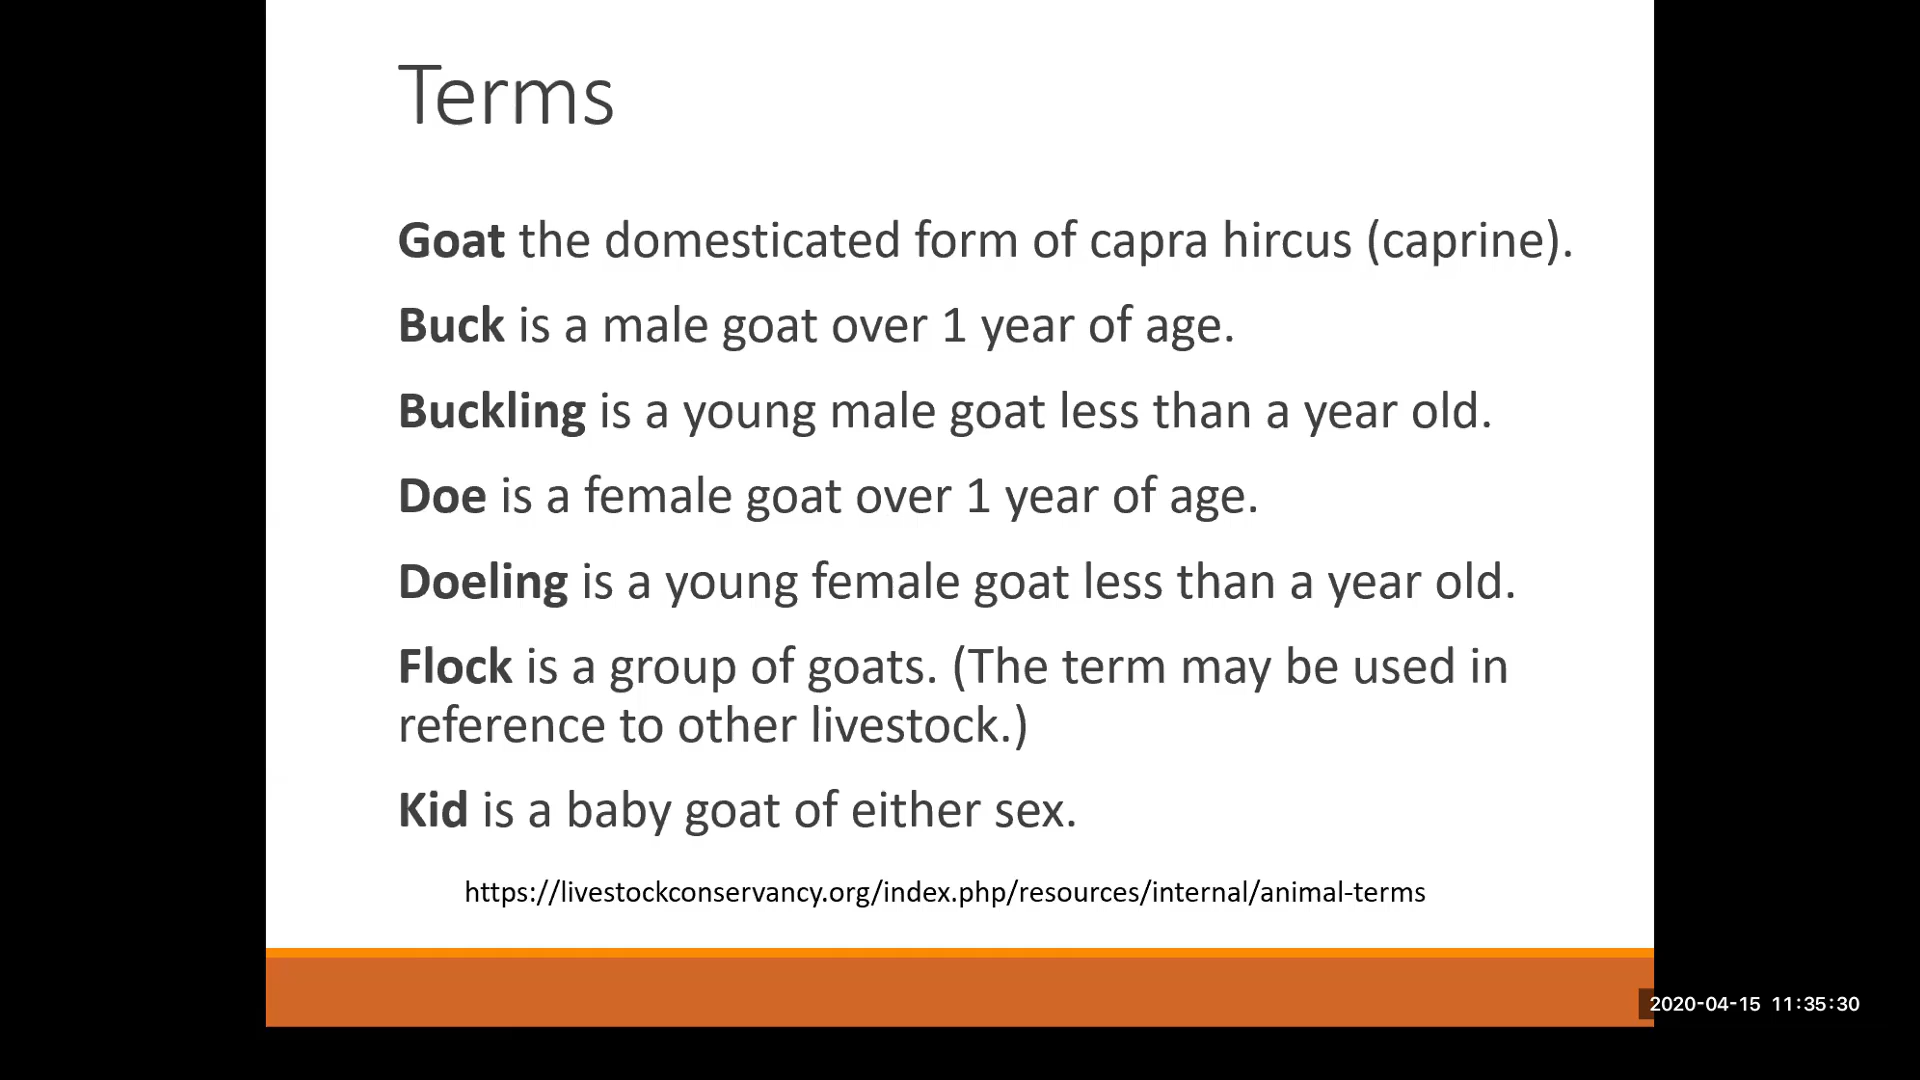 Terms
Goat the domesticated form of capra hircus (caprine).
Buck is a male goat over 1 year of age.
Buckling is a young male goat less than a year old.
Doe is a female goat over 1 year of age.
Doeling is a young female goat less than a year old.
Flock is a group of goats. (The term may be used in
reference to other livestock.)
Kid is a baby goat of either sex.
https://livestockconservancy.org/index.php/resources/internal/animal-terms
2020-04-15 11:35:30